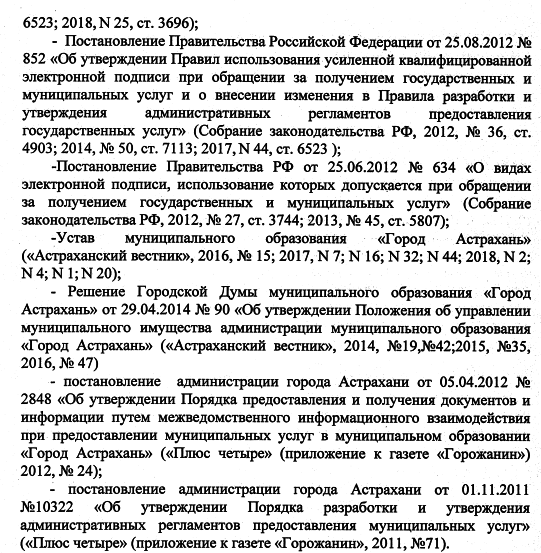 6523; 2018, N 25, ст. 3696);
- Постановление Правительства Российской Федерации от 25.08.2012 №
852 «Об утверждении Правил использования усиленной квалифицированной
электронной подписи при обращении за получением государственных и
муниципальных услуг и о внесении изменения в Правила разработки и
утверждения административных регламентов предоставления
государственных услуг» (Собрание законодательства РФ, 2012, № 36, ст.
4903; 2014, № 50, ст. 7113; 2017, N 44, ст. 6523 );
-Постановление Правительства РФ от 25.06.2012 № 634 «О видах
электронной подписи, использование которых допускается при обращении
за получением государственных и муниципальных услуг» (Собрание
законодательства РФ, 2012, № 27, ст. 3744; 2013, № 45, ст. 5807);
-Устав муниципального образования «Город Астрахань»
(«Астраханский вестник», 2016, № 15; 2017, N 7; N 16; N 32; N 44; 2018, N 2;
N 4; N 1; N 20);
- Решение Городской Думы муниципального образования «Город
Астрахань» от 29.04.2014 № 90 «Об утверждении Положения об управлении
муниципального имущества администрации муниципального образования
«Город Астрахань» («Астраханский вестник», 2014, №19,№42;2015, №35,
2016, № 47)
- постановление администрации города Астрахани от 05.04.2012 №
2848 «Об утверждении Порядка предоставления и получения документов и
информации путем межведомственного информационного взаимодействия
при предоставлении муниципальных услуг в муниципальном образовании
«Город Астрахань» («Плюс четыре» (приложение к газете «Горожанин»)
2012, № 24);
- постановление администрации города Астрахани от 01.11.2011
№10322 «Об утверждении Порядка разработки и утверждения
административных регламентов предоставления муниципальных услуг»
(«Плюс четыре» (приложение к газете «Горожанин», 2011, №71).